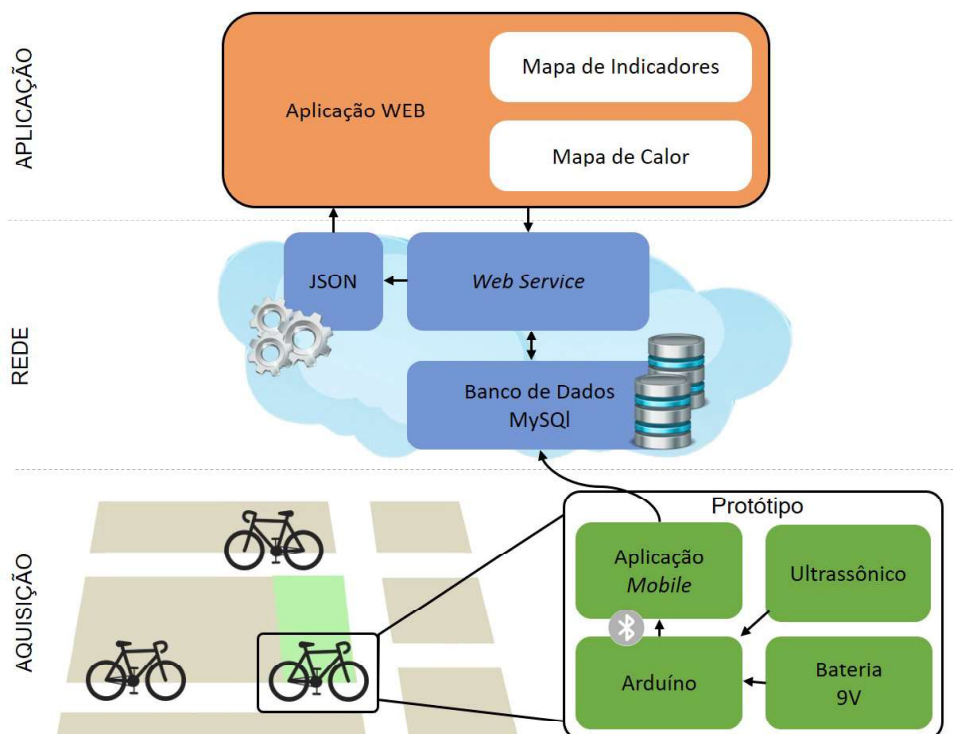 APLICAÇÃO
Aplicação WEB
Mapa de Indicadores
Mapa de Calor
REDE
JSON
Web Service
Banco de Dados
MySQl
AQUISIÇÃO
Protótipo
Aplicação
Mobile
Ultrassônico
Arduíno
Bateria
9V